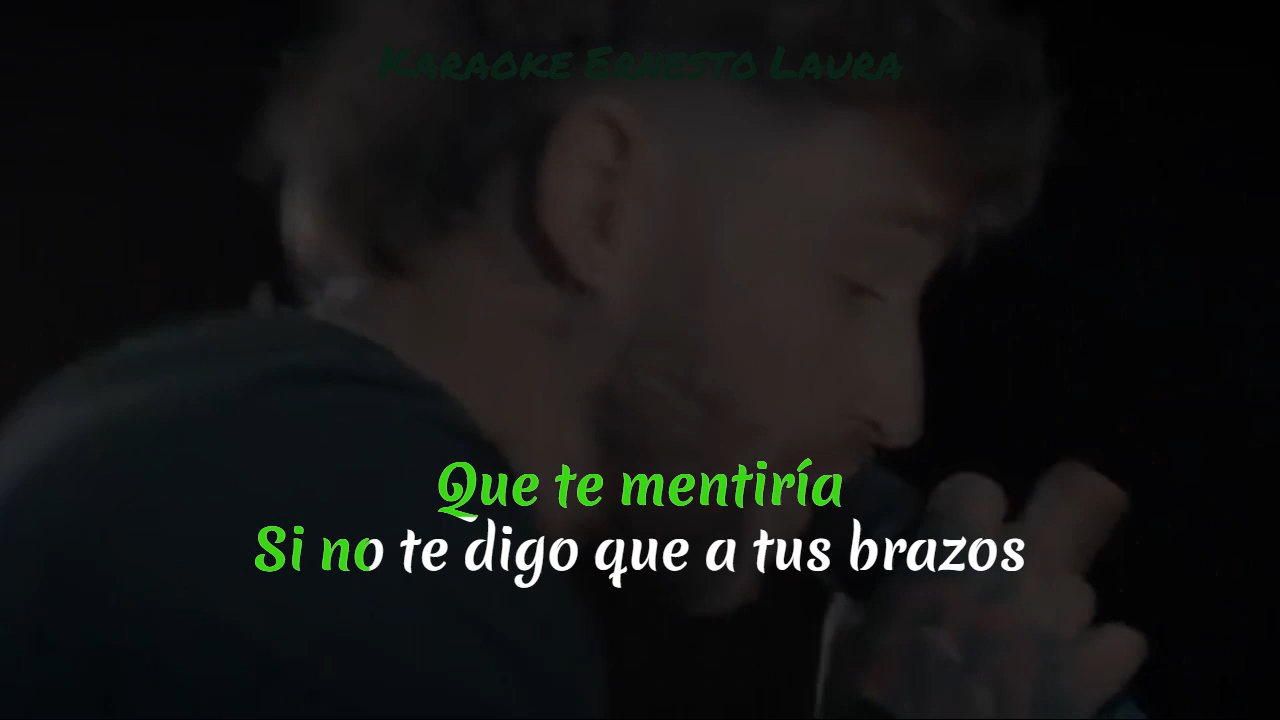 Karaoke Ernesto Laura
Que te mentiría
Si no te digo que a tus brazos